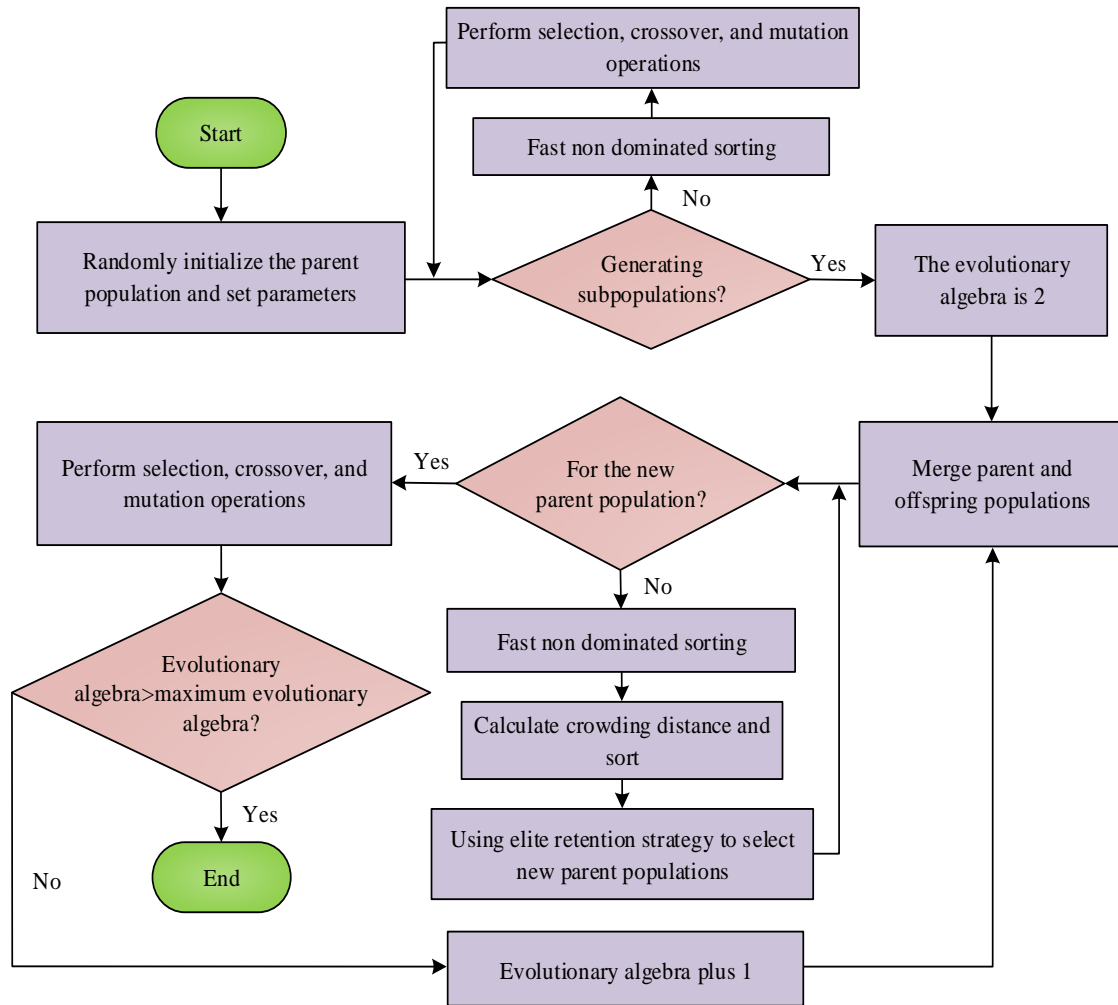 Perform selection, crossover, and mutation
operations
Start
Fast non dominated sorting
No
Randomly initialize the parent
population and set parameters
Generating
subpopulations?
Yes
The evolutionary
algebra is 2
Perform selection, crossover, and
mutation operations
Yes
For the new
parent population?
Merge parent and
offspring populations
No
Fast non dominated sorting
Evolutionary
algebra>maximum evolutionary
algebra?
Calculate crowding distance and
sort
Yes
Using elite retention strategy to select
new parent populations
No
End
Evolutionary algebra plus 1